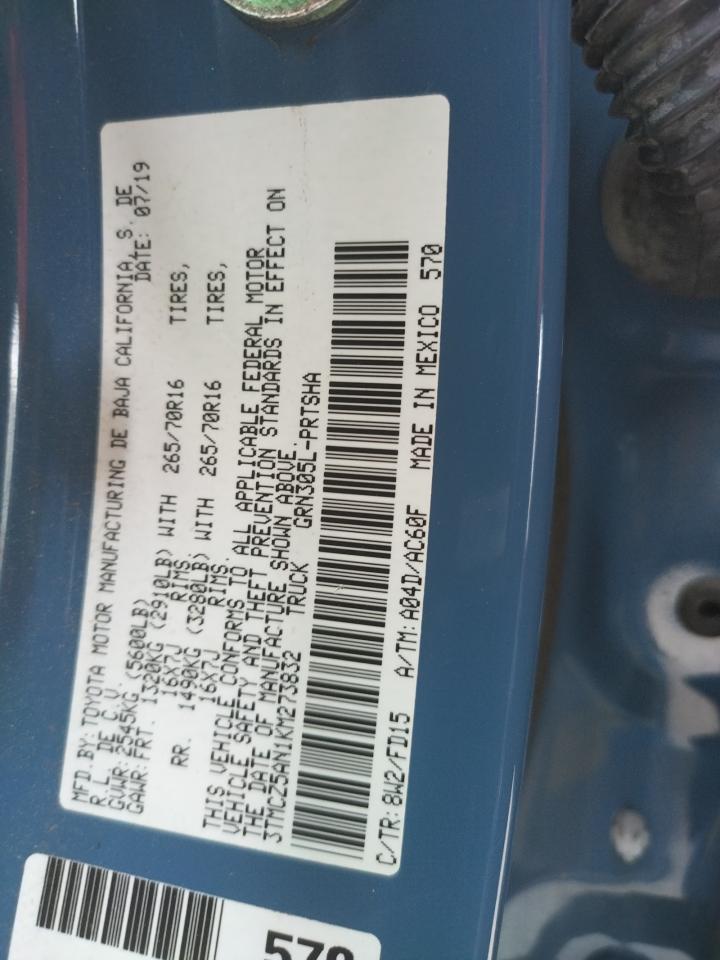 MFD. BY: TOYOTA MOTOR MANUFACTURING DE BAJA CALIFORNIA, S. DE
R. L. DE C.V. DATE: 07/19
GVWR: 2545KG (5600LB)
GAWR: FRT. 1320KG (2910LB) WITH 265/70R16 TIRES,
16X7J RIMS.
RR. 1490KG (3280LB) WITH 265/70R16 TIRES,
16X7J RIMS.
THIS VEHICLE CONFORMS TO ALL APPLICABLE FEDERAL MOTOR
VEHICLE SAFETY AND THEFT PREVENTION STANDARDS IN EFFECT ON
THE DATE OF MANUFACTURE SHOWN ABOVE.
3TMCZ5AN1KM273832 TRUCK GRN305L-PRTSHA
C/TR: 8W2/FD15 A/TM: A04D/AC60F MADE IN MEXICO 570
570